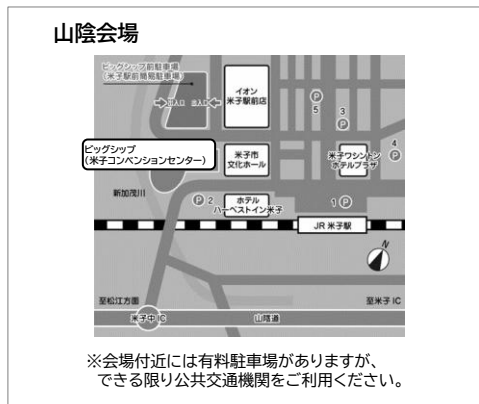 山陰会場
ビッグシップ前駐車場
(米子駅前簡易駐車場)
出入口
出入口
イオン
米子駅前店
P
5
3
P
4
P
ビッグシップ
(米子コンベンションセンター)
米子市
文化ホール
米子ワシントン
ホテルプラザ
新加茂川
P 2
ホテル
ハーベストイン米子
1 P
JR 米子駅
N
至松江方面
至米子 IC
米子中 IC
山陰道
※会場付近には有料駐車場がありますが、
できる限り公共交通機関をご利用ください。